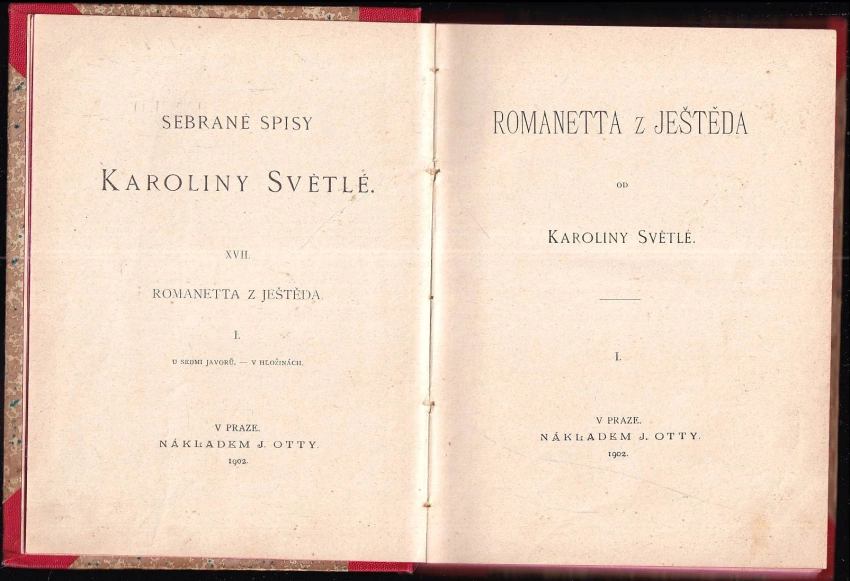 SEBRANÉ SPISY
KAROLINY SVĚTLÉ.
XVII.
ROMANETTA Z JEŠTĚDA.
I.
U SEDMI JAVORŮ. — V HLOŽINÁCH.
V PRAZE.
NÁKLADEM J. OTTY.
1902.
ROMANETTA Z JEŠTĚDA
OD
KAROLINY SVĚTLÉ.
I.
V PRAZE.
NÁKLADEM J. OTTY.
1902.